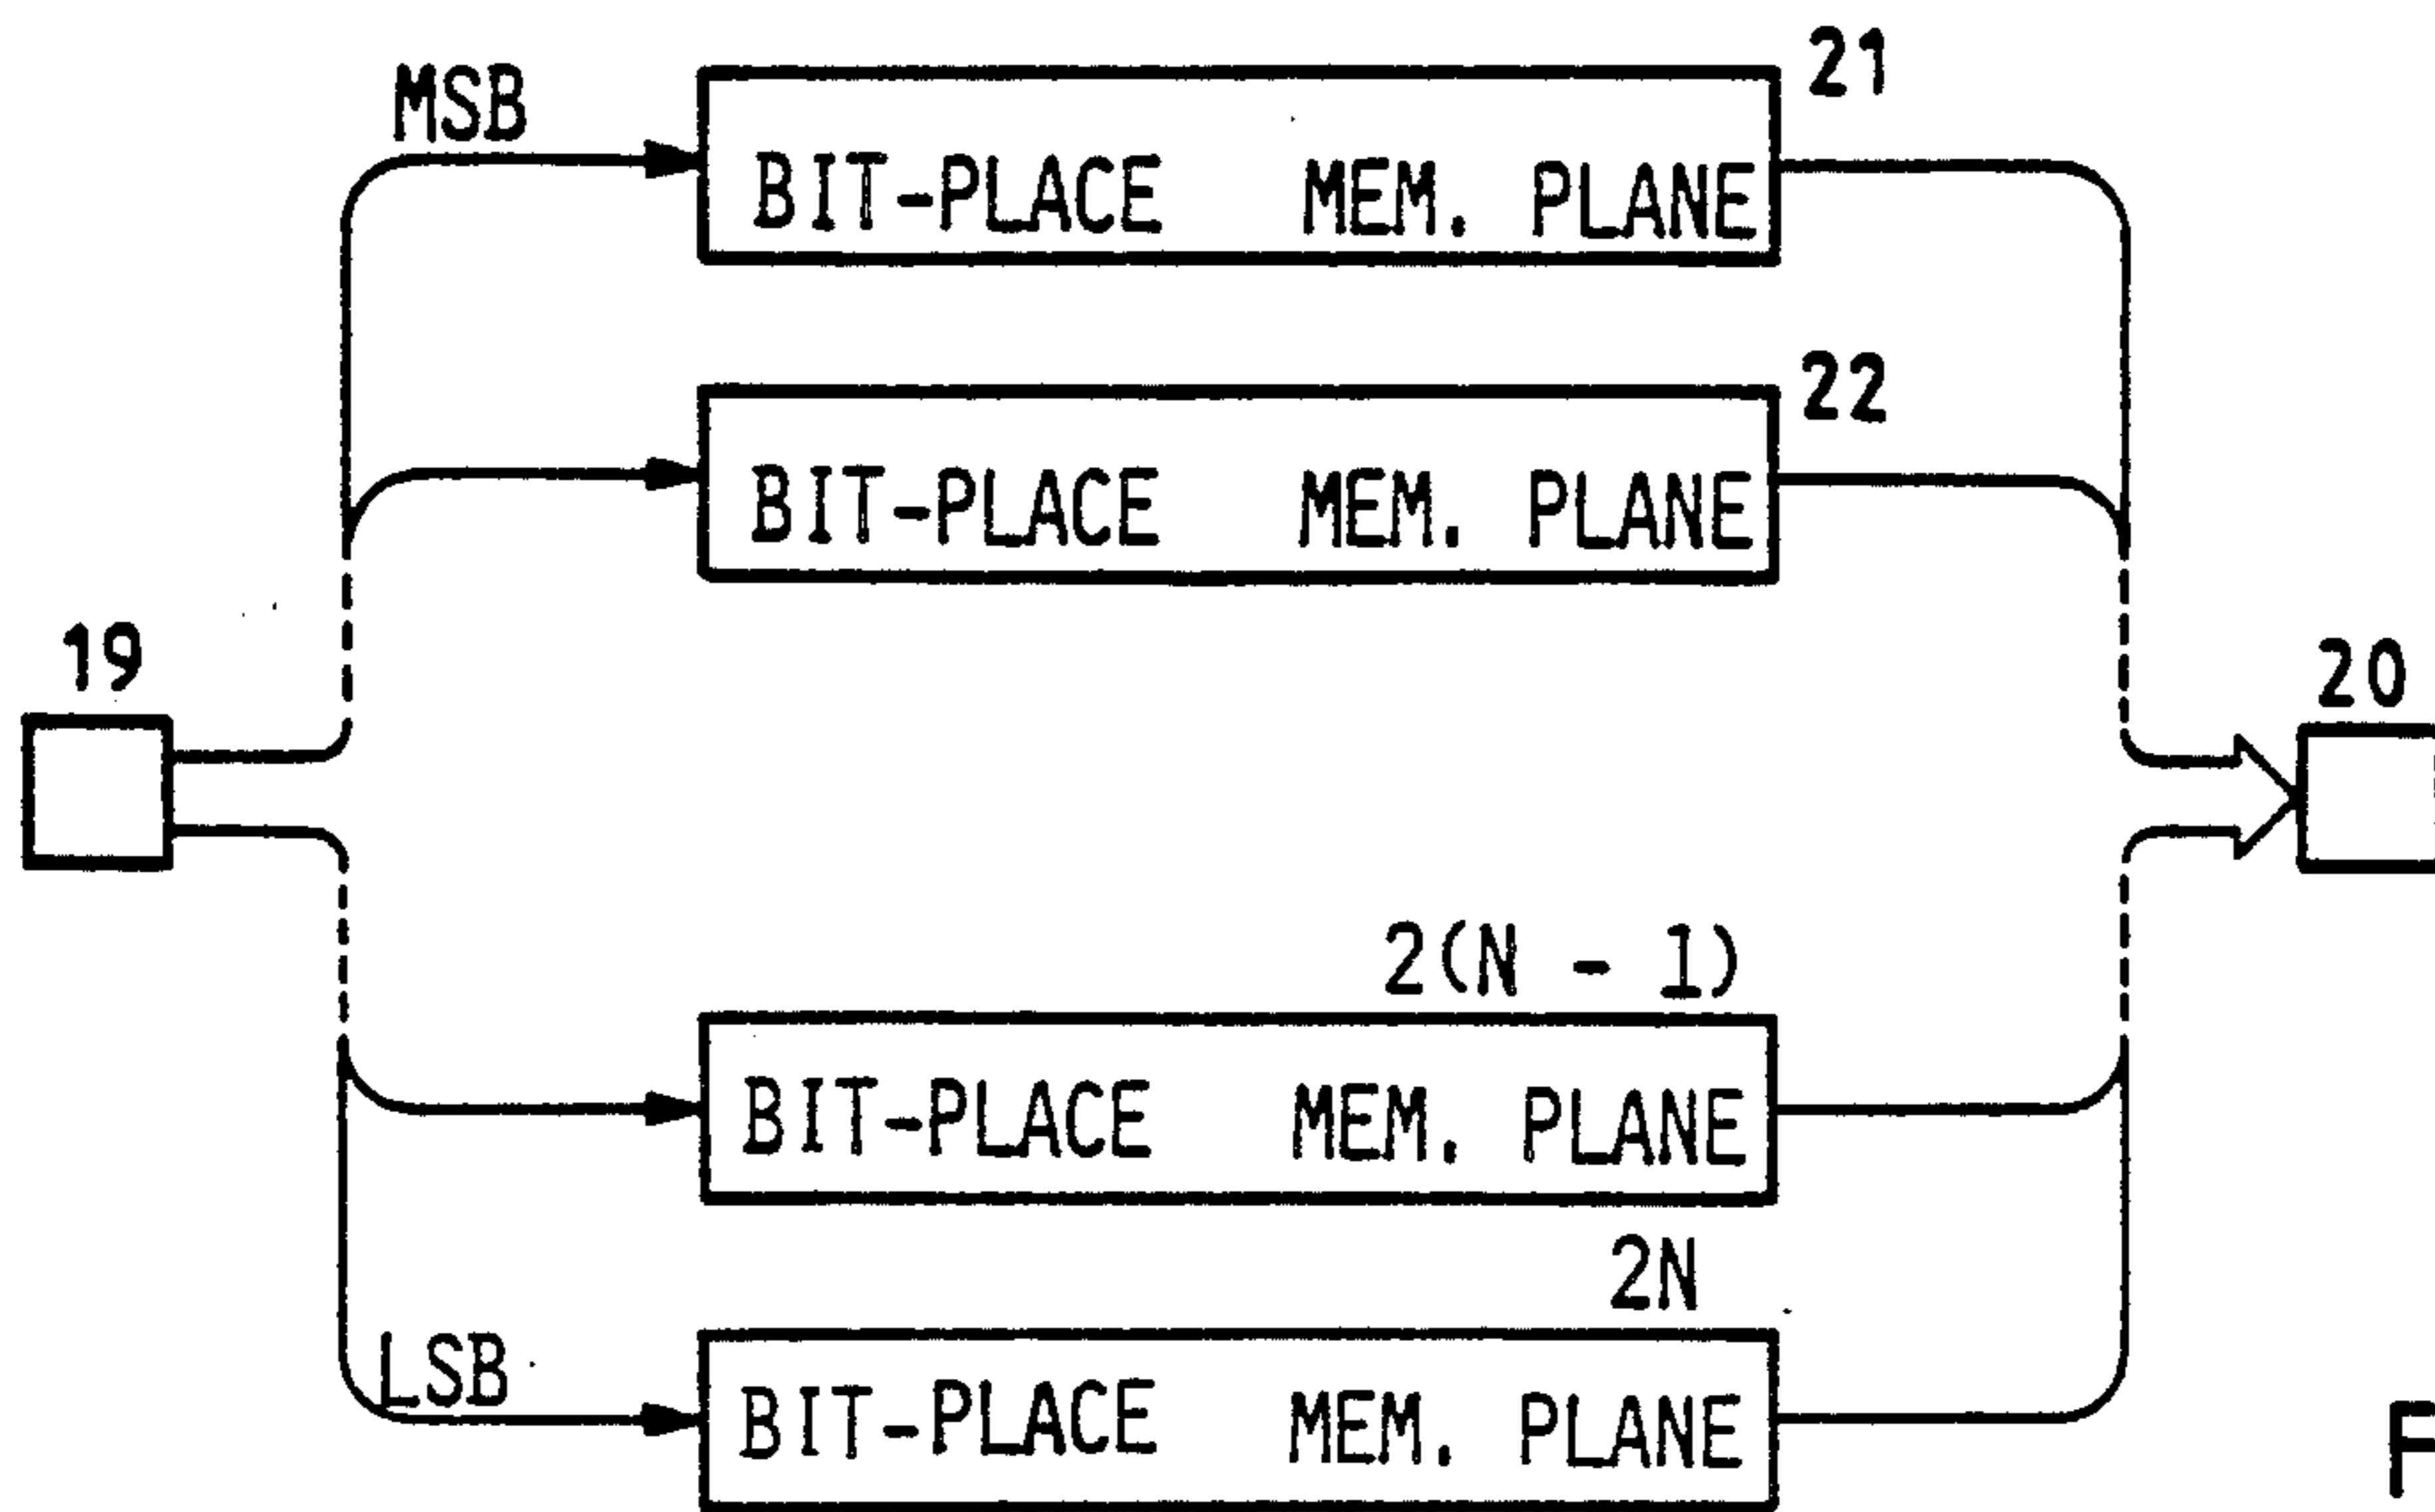 21
MSB
BIT-PLACE MEM. PLANE
22
BIT-PLACE MEM. PLANE
19
20
2(N - 1)
BIT-PLACE MEM. PLANE
2N
LSB
BIT-PLACE MEM. PLANE
F